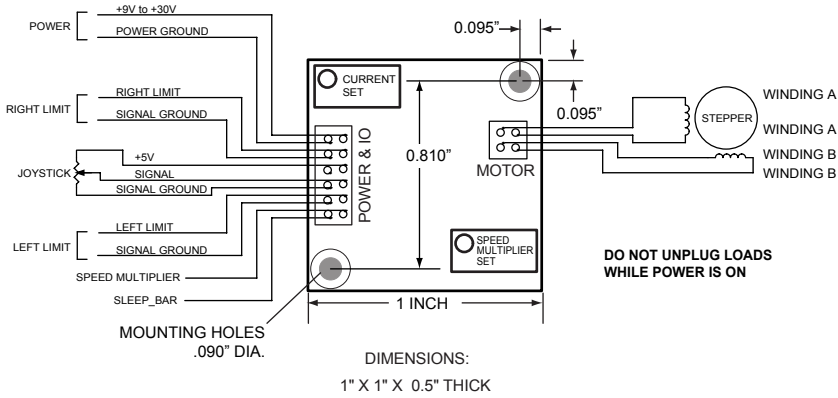 POWER
+9V to +30V
POWER GROUND
RIGHT LIMIT
RIGHT LIMIT
SIGNAL GROUND
JOYSTICK
+5V
SIGNAL
SIGNAL GROUND
LEFT LIMIT
LEFT LIMIT
SIGNAL GROUND
SPEED MULTIPLIER
SLEEP_BAR
MOUNTING HOLES
.090” DIA.
CURRENT
SET
POWER & IO
0.810”
0.095”
0.095”
MOTOR
SPEED
MULTIPLIER
SET
1 INCH
STEPPER
WINDING A
WINDING A
WINDING B
WINDING B
DO NOT UNPLUG LOADS
WHILE POWER IS ON
DIMENSIONS:
1" X 1" X 0.5" THICK